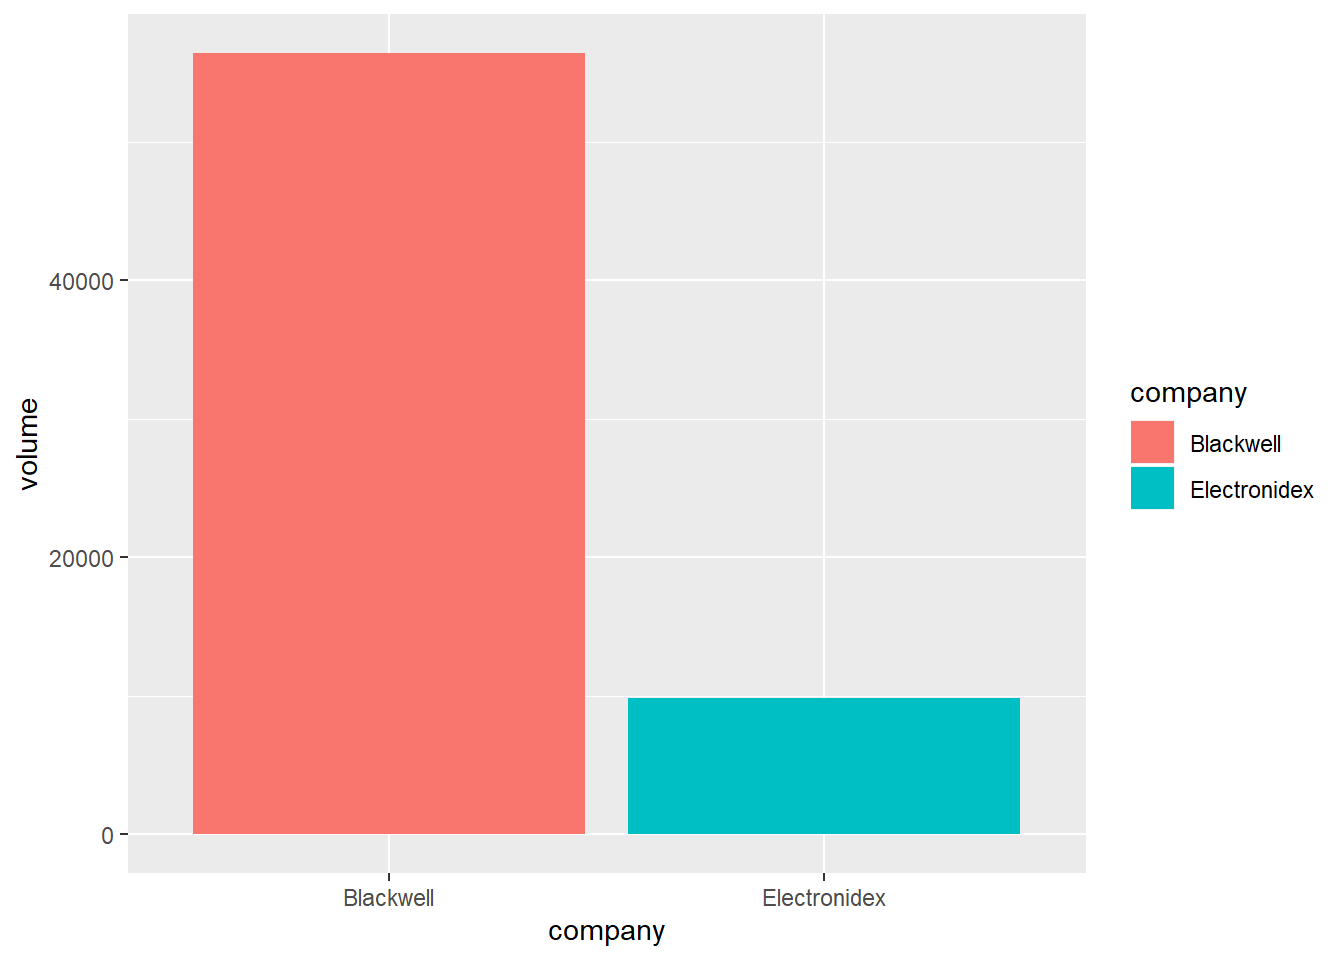 volume
40000
20000
0
Blackwell
Electronidex
company
company
Blackwell
Electronidex